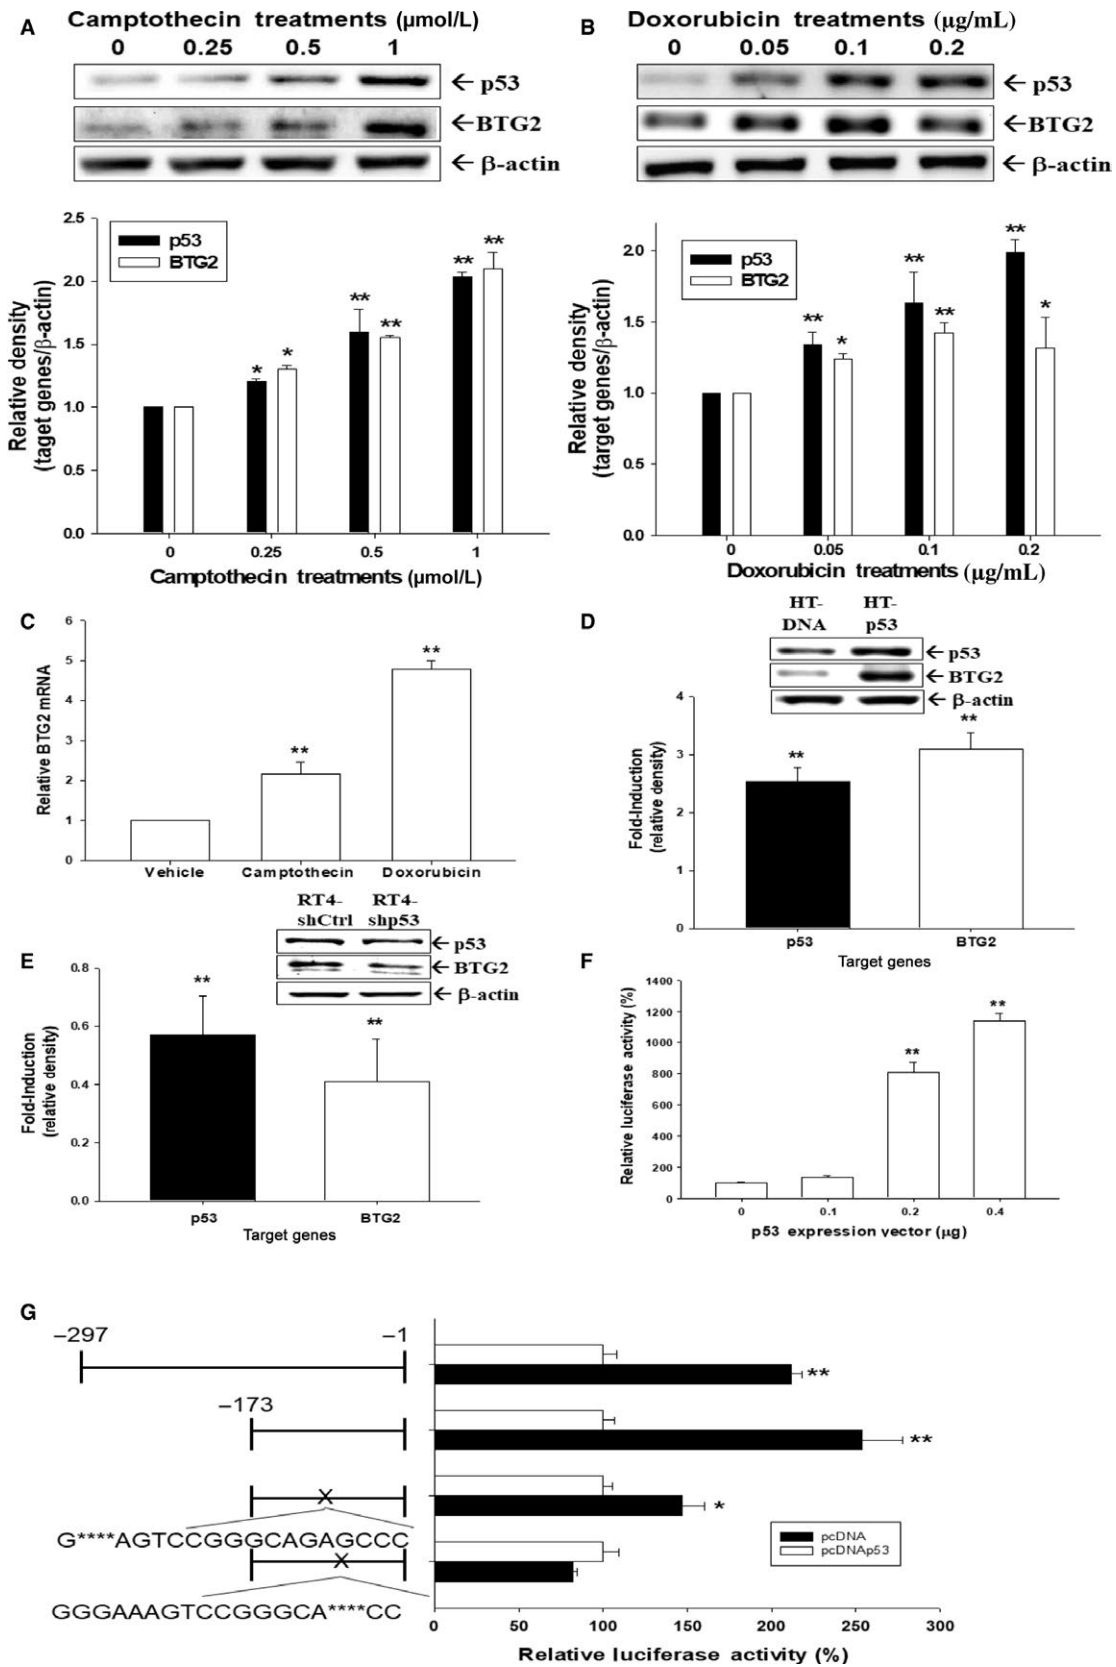 A
Camptothecin treatments (µmol/L)
0 0.25 0.5 1
←p53
←BTG2
←β-actin
2.5
2.0
1.5
1.0
0.5
0.0
Relative density
(taget genes/β-actin)
p53
BTG2
* *
** **
** **
0 0.25 0.5 1
Camptothecin treatments (µmol/L)
B
Doxorubicin treatments (µg/mL)
0 0.05 0.1 0.2
←p53
←BTG2
←β-actin
2.0
1.5
1.0
0.5
0.0
Relative density
(target genes/β-actin)
p53
BTG2
** *
** **
** *
0 0.05 0.1 0.2
Doxorubicin treatments (µg/mL)
C
6
5
4
3
2
1
0
Relative BTG2 mRNA
**
**
Vehicle Camptothecin Doxorubicin
D
HT- HT-
DNA p53
←p53
←BTG2
←β-actin
4
3
2
1
0
Fold-Induction
(relative density)
**
**
p53 BTG2
Target genes
E
RT4- RT4-
shCtrl shp53
←p53
←BTG2
←β-actin
0.8
0.6
0.4
0.2
0.0
Fold-Induction
(relative density)
**
**
p53 BTG2
Target genes
F
1400
1200
1000
800
600
400
200
0
Relative luciferase activity (%)
**
**
0 0.1 0.2 0.4
p53 expression vector (µg)
G
−297 −1
**
−173
**
X
*
G****AGTCCGGGCAGAGCCC
X
GGGAAAGTCCGGGCA****CC
pcDNA
pcDNAp53
0 50 100 150 200 250 300
Relative luciferase activity (%)